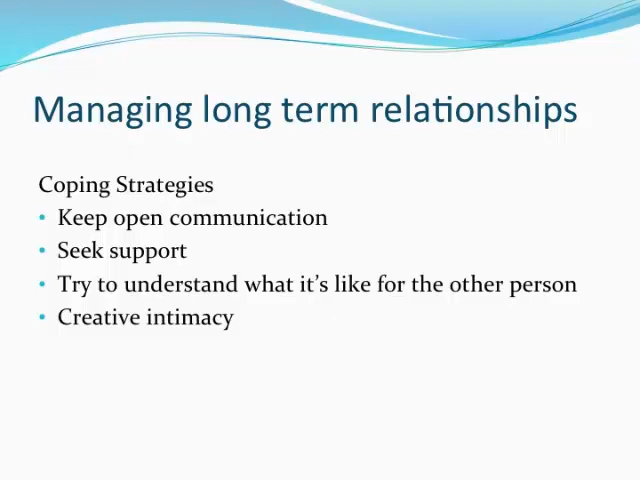 Managing long term relationships
Coping Strategies
• Keep open communication
• Seek support
• Try to understand what it’s like for the other person
• Creative intimacy